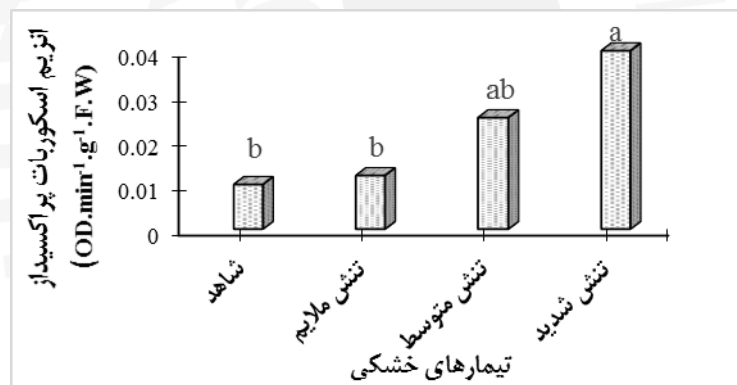 آنزیم اسکوربات پراکسیداز
(OD.min⁻¹.g⁻¹.F.W)
0.04
0.03
0.02
0.01
0
b
b
ab
a
شاهد
تنش ملایم
تنش متوسط
تنش شدید
تیمارهای خشکی